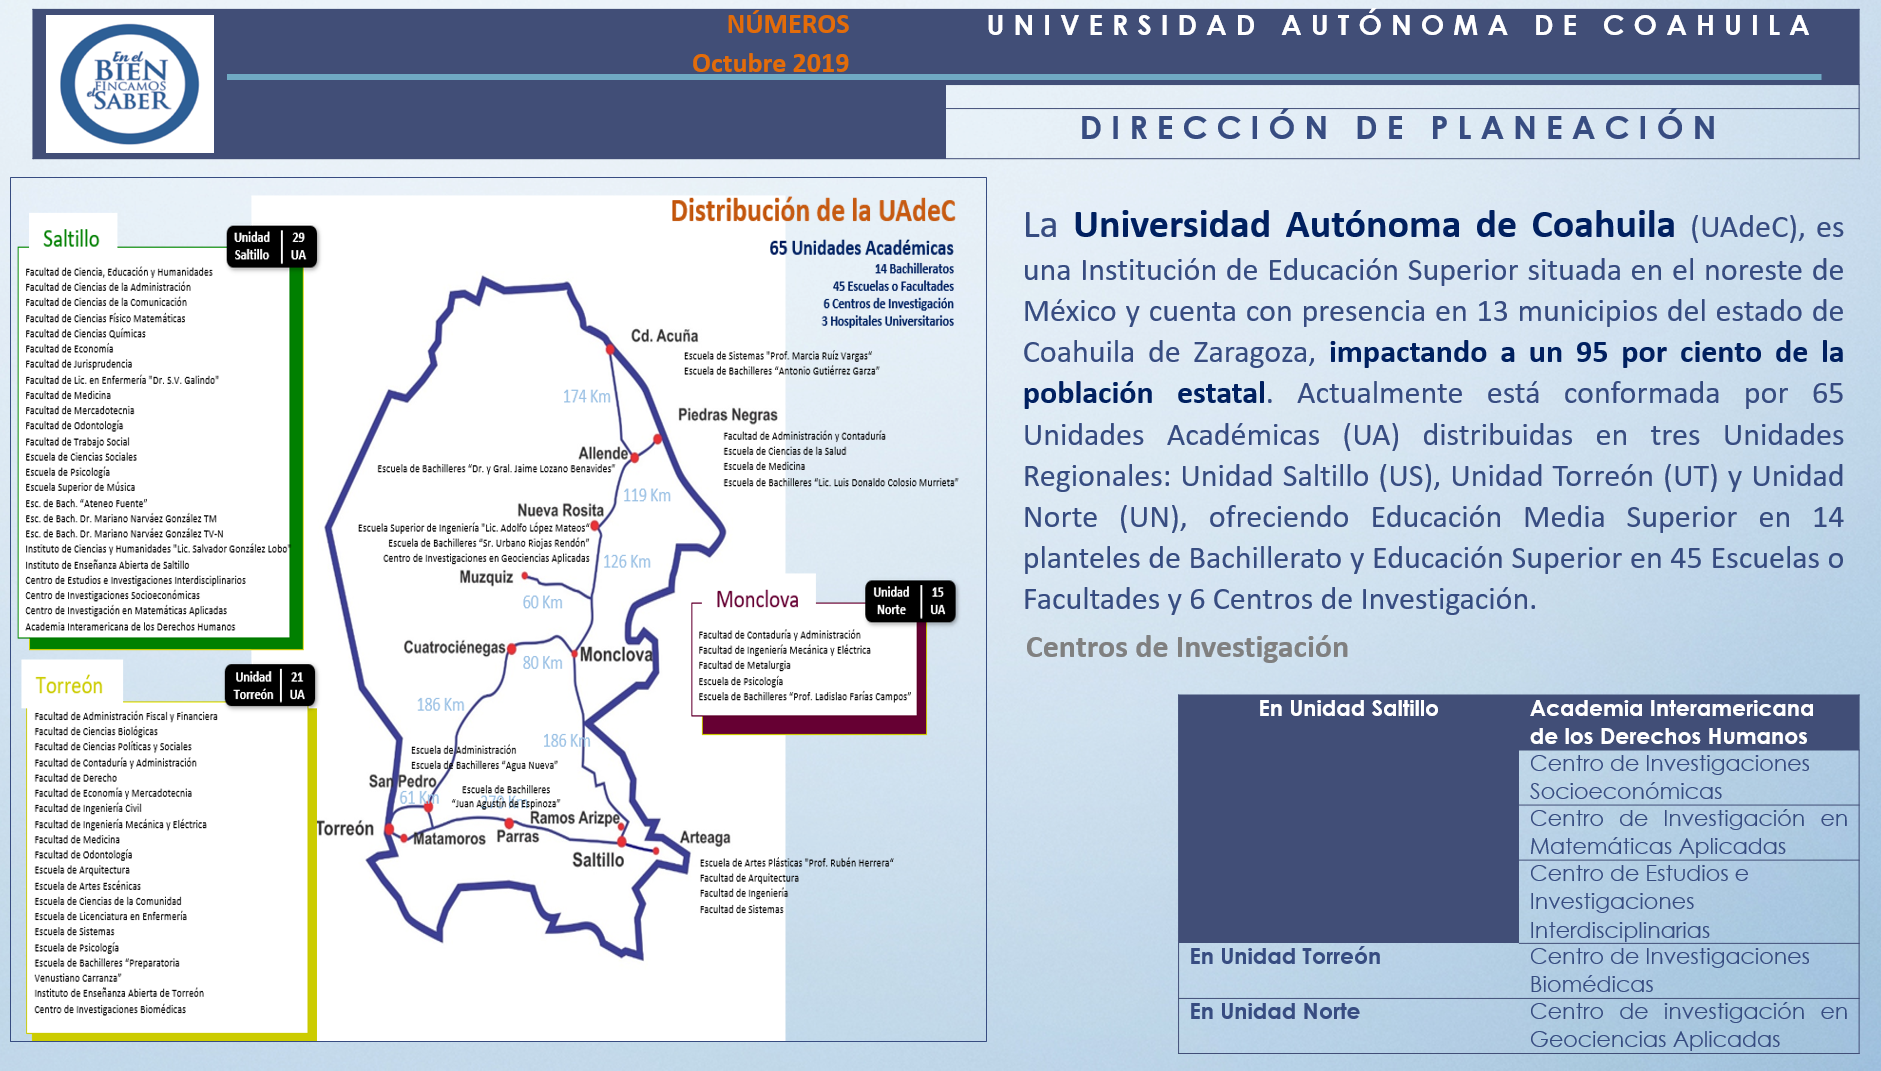 En el
BIEN
FINCAMOS
el SABER
NÚMEROS
Octubre 2019
UNIVERSIDAD AUTÓNOMA DE COAHUILA
DIRECCIÓN DE PLANEACIÓN
Distribución de la UAdeC
65 Unidades Académicas
14 Bachilleratos
45 Escuelas o Facultades
6 Centros de Investigación
3 Hospitales Universitarios
Saltillo
Unidad Saltillo 29 UA
Facultad de Ciencia, Educación y Humanidades
Facultad de Ciencias de la Administración
Facultad de Ciencias de la Comunicación
Facultad de Ciencias Físico Matemáticas
Facultad de Ciencias Químicas
Facultad de Economía
Facultad de Jurisprudencia
Facultad de Lic. en Enfermería "Dr. S.V. Galindo"
Facultad de Medicina
Facultad de Mercadotecnia
Facultad de Odontología
Facultad de Trabajo Social
Escuela de Ciencias Sociales
Escuela de Psicología
Escuela Superior de Música
Esc. de Bach. “Ateneo Fuente”
Esc. de Bach. Dr. Mariano Narváez González TM
Esc. de Bach. Dr. Mariano Narváez González TV-N
Instituto de Ciencias y Humanidades "Lic. Salvador González Lobo"
Instituto de Enseñanza Abierta de Saltillo
Centro de Estudios e Investigaciones Interdisciplinarios
Centro de Investigaciones Socioeconómicas
Centro de Investigación en Matemáticas Aplicadas
Academia Interamericana de los Derechos Humanos
Torreón
Unidad Torreón 21 UA
Facultad de Administración Fiscal y Financiera
Facultad de Ciencias Biológicas
Facultad de Ciencias Políticas y Sociales
Facultad de Contaduría y Administración
Facultad de Derecho
Facultad de Economía y Mercadotecnia
Facultad de Ingeniería Civil
Facultad de Ingeniería Mecánica y Eléctrica
Facultad de Medicina
Facultad de Odontología
Escuela de Arquitectura
Escuela de Artes Escénicas
Escuela de Ciencias de la Comunidad
Escuela de Licenciatura en Enfermería
Escuela de Sistemas
Escuela de Psicología
Escuela de Bachilleres “Preparatoria
Venustiano Carranza”
Instituto de Enseñanza Abierta de Torreón
Centro de Investigaciones Biomédicas
Cd. Acuña
Escuela de Sistemas "Prof. Marcia Ruíz Vargas“
Escuela de Bachilleres “Antonio Gutiérrez Garza”
174 Km
Piedras Negras
Facultad de Administración y Contaduría
Escuela de Ciencias de la Salud
Escuela de Medicina
Escuela de Bachilleres “Lic. Luis Donaldo Colosio Murrieta”
Allende
Escuela de Bachilleres “Dr. y Gral. Jaime Lozano Benavides”
119 Km
Nueva Rosita
Escuela Superior de Ingeniería "Lic. Adolfo López Mateos“
Escuela de Bachilleres “Sr. Urbano Riojas Rendón”
Centro de Investigaciones en Geociencias Aplicadas
126 Km
Muzquiz
60 Km
Cuatrociénegas
80 Km
Monclova
Monclova
Unidad Norte 15 UA
Facultad de Contaduría y Administración
Facultad de Ingeniería Mecánica y Eléctrica
Facultad de Metalurgia
Escuela de Psicología
Escuela de Bachilleres “Prof. Ladislao Farías Campos”
186 Km
186 Km
Escuela de Administración
Escuela de Bachilleres “Agua Nueva”
San Pedro
61 Km
Escuela de Bachilleres
“Juan Agustín de Espinoza”
Ramos Arizpe
Torreón
Matamoros
Parras
Saltillo
Arteaga
Escuela de Artes Plásticas "Prof. Rubén Herrera“
Facultad de Arquitectura
Facultad de Ingeniería
Facultad de Sistemas
La Universidad Autónoma de Coahuila (UAdeC), es
una Institución de Educación Superior situada en el noreste de
México y cuenta con presencia en 13 municipios del estado de
Coahuila de Zaragoza, impactando a un 95 por ciento de la
población estatal. Actualmente está conformada por 65
Unidades Académicas (UA) distribuidas en tres Unidades
Regionales: Unidad Saltillo (US), Unidad Torreón (UT) y Unidad
Norte (UN), ofreciendo Educación Media Superior en 14
planteles de Bachillerato y Educación Superior en 45 Escuelas o
Facultades y 6 Centros de Investigación.
Centros de Investigación
En Unidad Saltillo
Academia Interamericana
de los Derechos Humanos
Centro de Investigaciones
Socioeconómicas
Centro de Investigación en
Matemáticas Aplicadas
Centro de Estudios e
Investigaciones
Interdisciplinarias
En Unidad Torreón
Centro de Investigaciones
Biomédicas
En Unidad Norte
Centro de investigación en
Geociencias Aplicadas